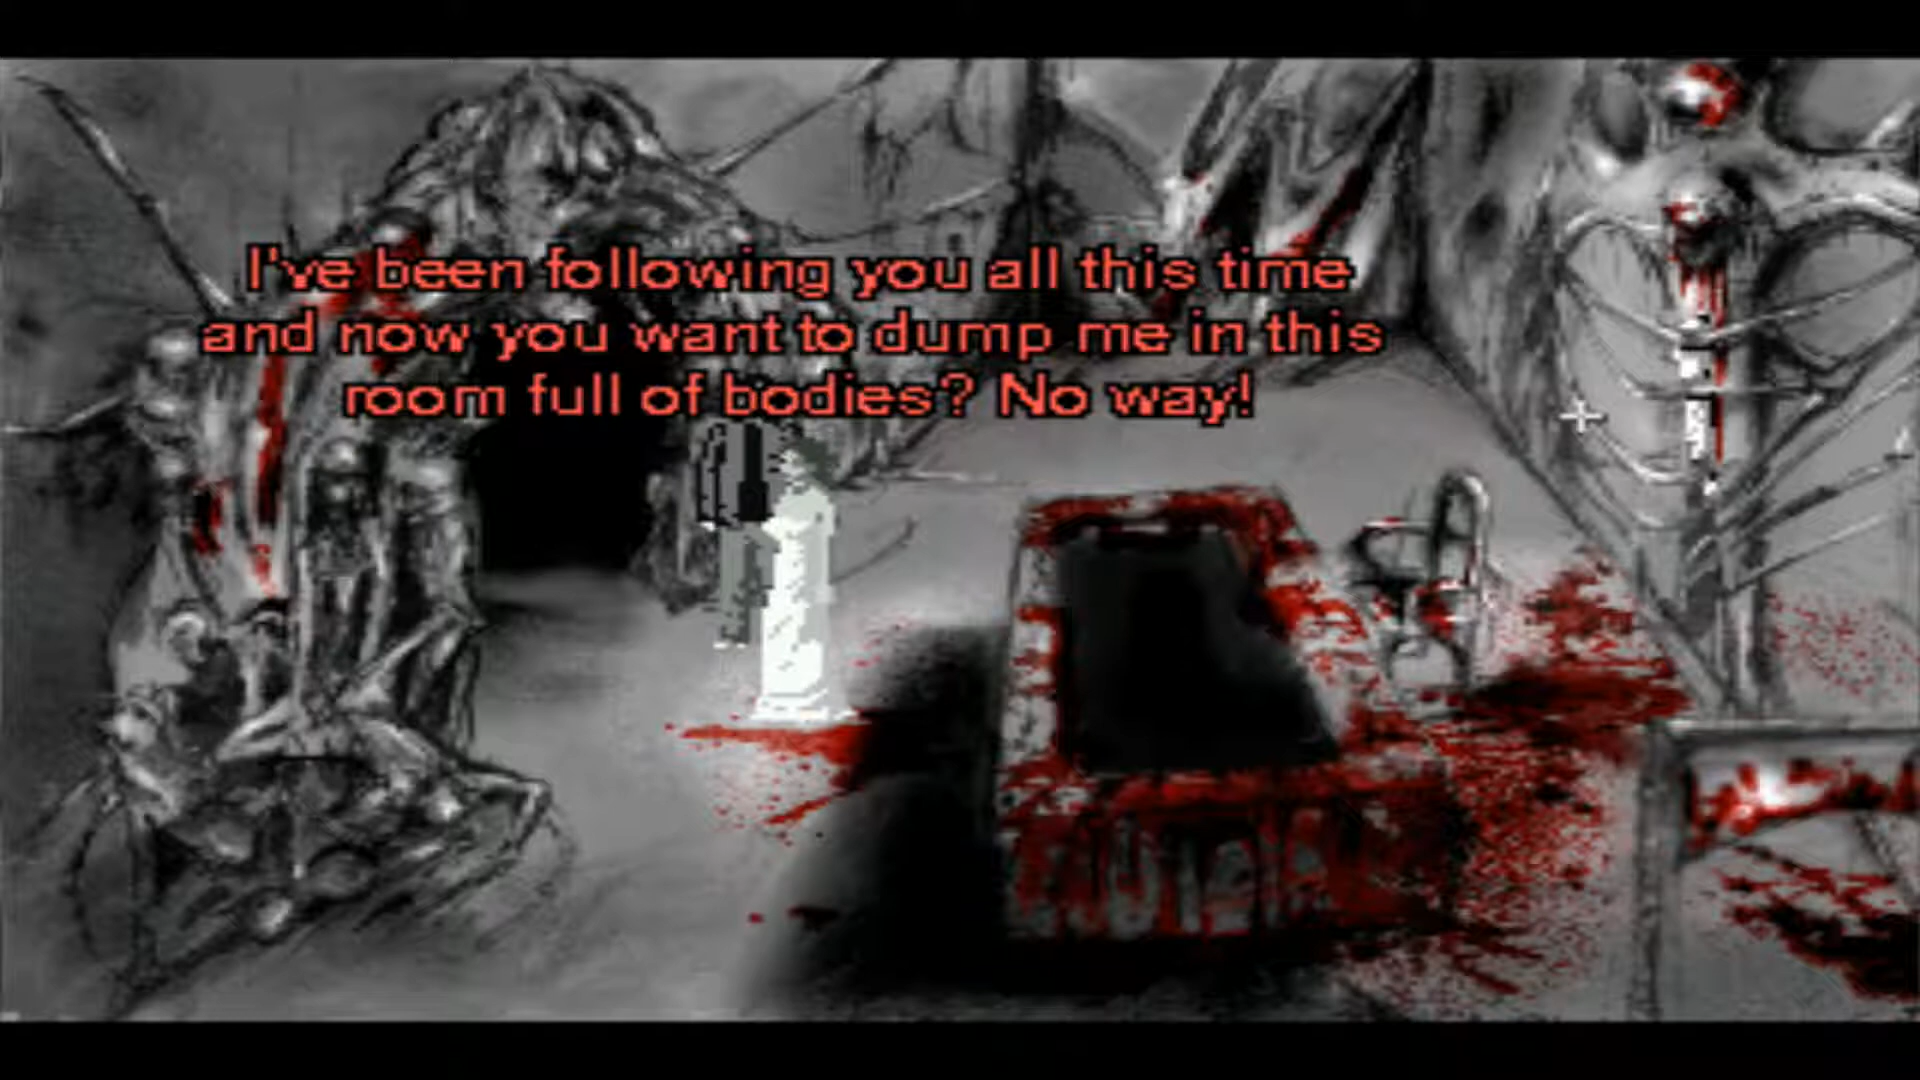 I've been following you all this time
and now you want to dump me in this
room full of bodies? No way!